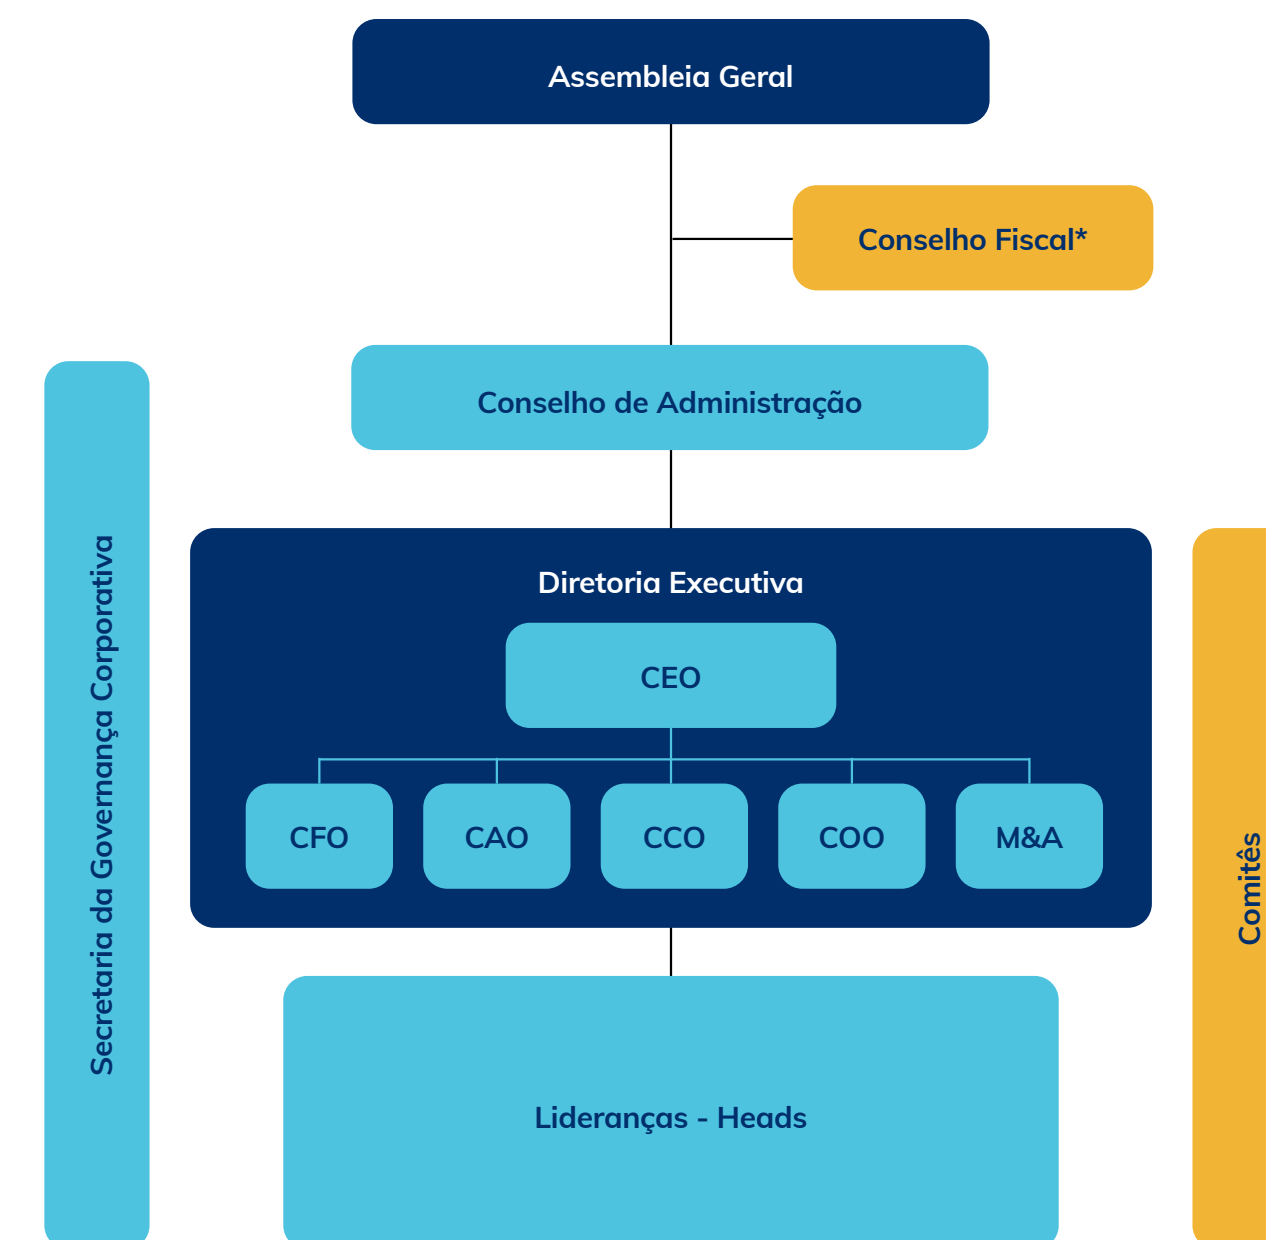 Assembleia Geral
Conselho Fiscal*
Conselho de Administração
Secretaria da Governança Corporativa
Diretoria Executiva
CEO
CFO
CAO
CCO
COO
M&A
Comitês
Lideranças - Heads